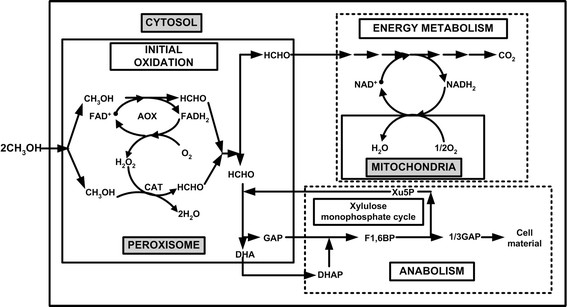 CYTOSOL
INITIAL
OXIDATION
ENERGY METABOLISM
HCHO
CO₂
CH₃OH
HCHO
FAD⁺
AOX
FADH₂
NAD⁺
NADH₂
2CH₃OH
H₂O₂
O₂
H₂O
1/2O₂
MITOCHONDRIA
HCHO
CH₃OH
CAT
HCHO
2H₂O
Xu5P
Xylulose
monophosphate cycle
PEROXISOME
DHA
GAP
F1,6BP
1/3GAP
Cell
material
DHAP
ANABOLISM